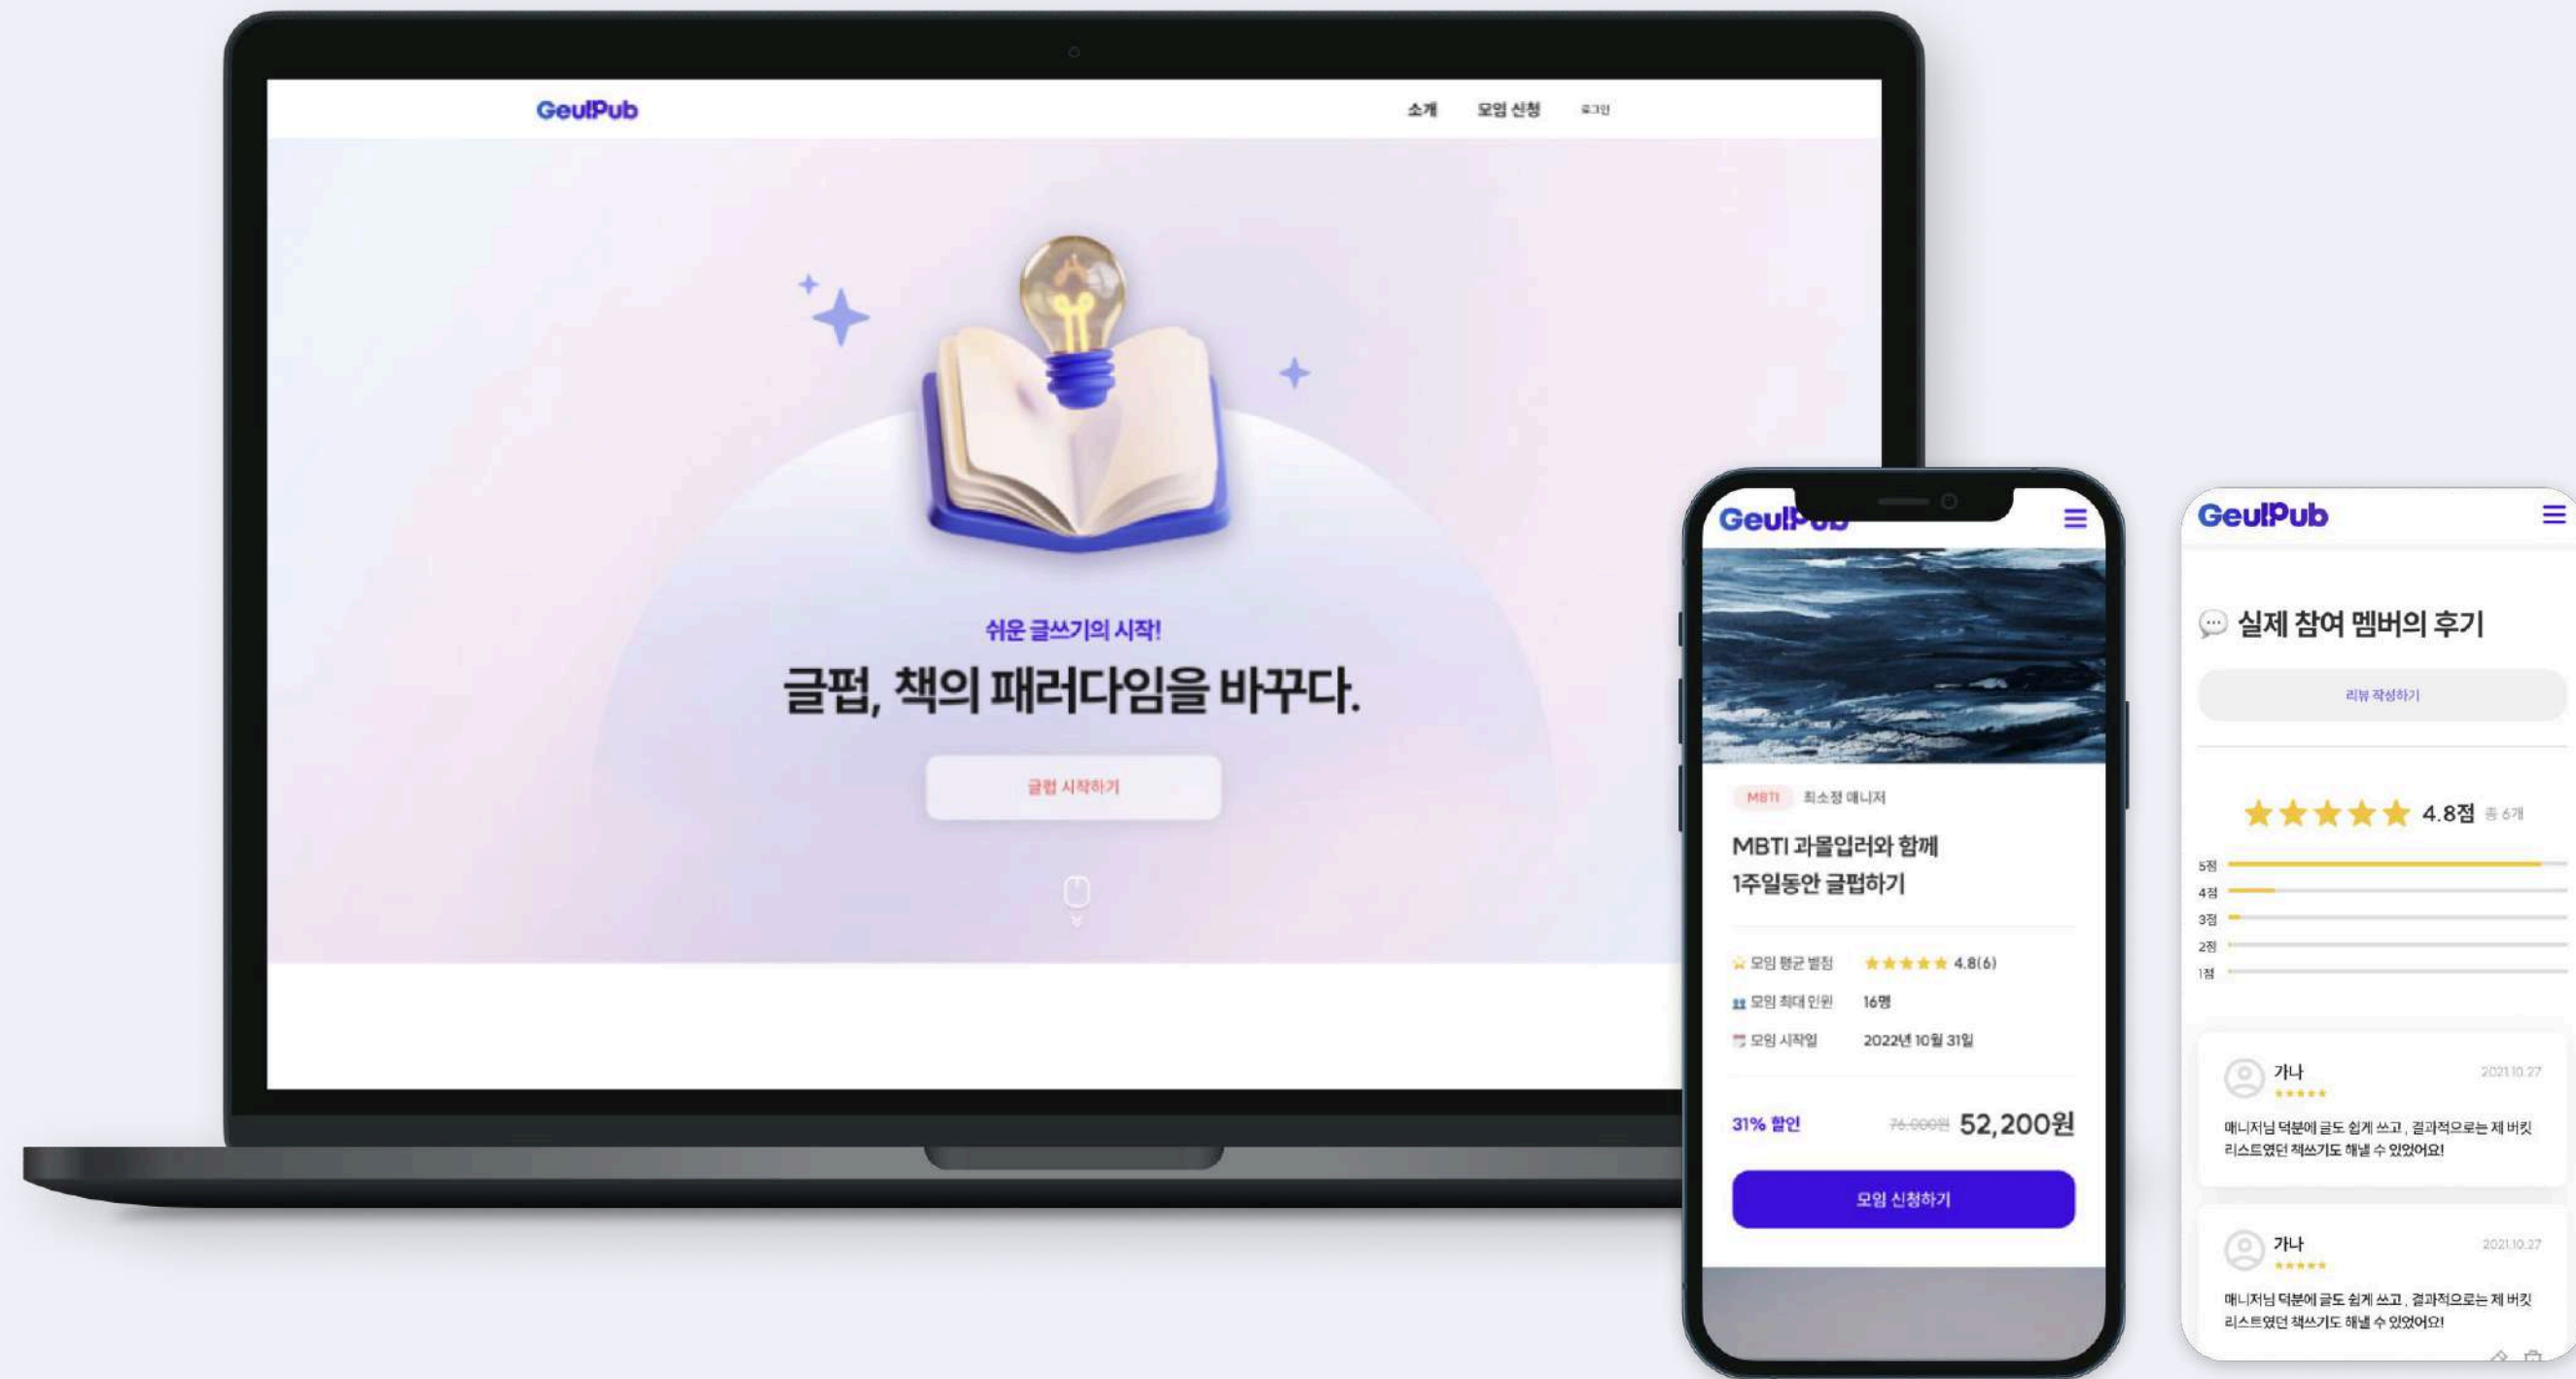 GeulPub
소개 모임 신청 로그인
쉬운 글쓰기의 시작!
글펍, 책의 패러다임을 바꾸다.
글펍 시작하기
GeulPub
MBTI 최소정 매니저
MBTI 과몰입러와 함께
1주일동안 글펍하기
모임 평균 별점 4.8(6)
모임 최대 인원 16명
모임 시작일 2022년 10월 31일
31% 할인 76,000원 52,200원
모임 신청하기
GeulPub
실제 참여 멤버의 후기
리뷰 작성하기
4.8점 총 6개
5점
4점
3점
2점
1점
가나 2021.10.27
매니저님 덕분에 글도 쉽게 쓰고 , 결과적으로는 제 버킷
리스트였던 책쓰기도 해낼 수 있었어요!
가나 2021.10.27
매니저님 덕분에 글도 쉽게 쓰고 , 결과적으로는 제 버킷
리스트였던 책쓰기도 해낼 수 있었어요!